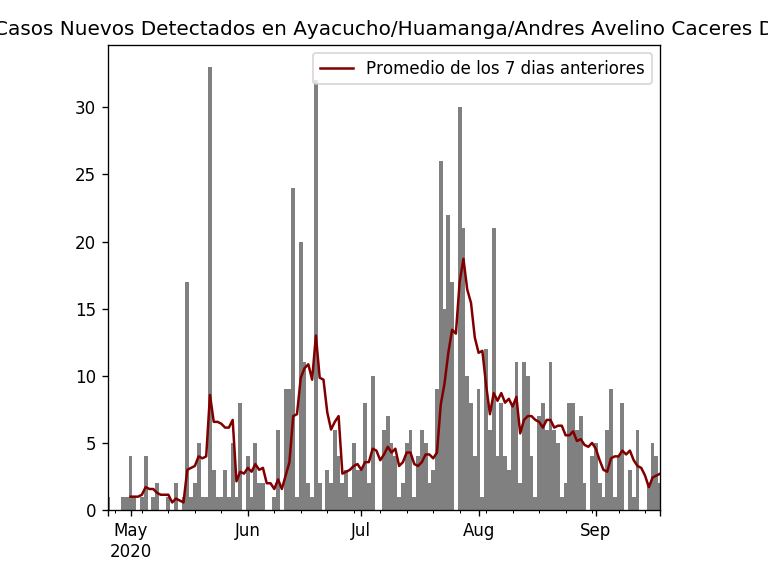 Casos Nuevos Detectados en Ayacucho/Huamanga/Andres Avelino Caceres D
Promedio de los 7 dias anteriores
30
25
20
15
10
5
0
May Jun Jul Aug Sep
2020